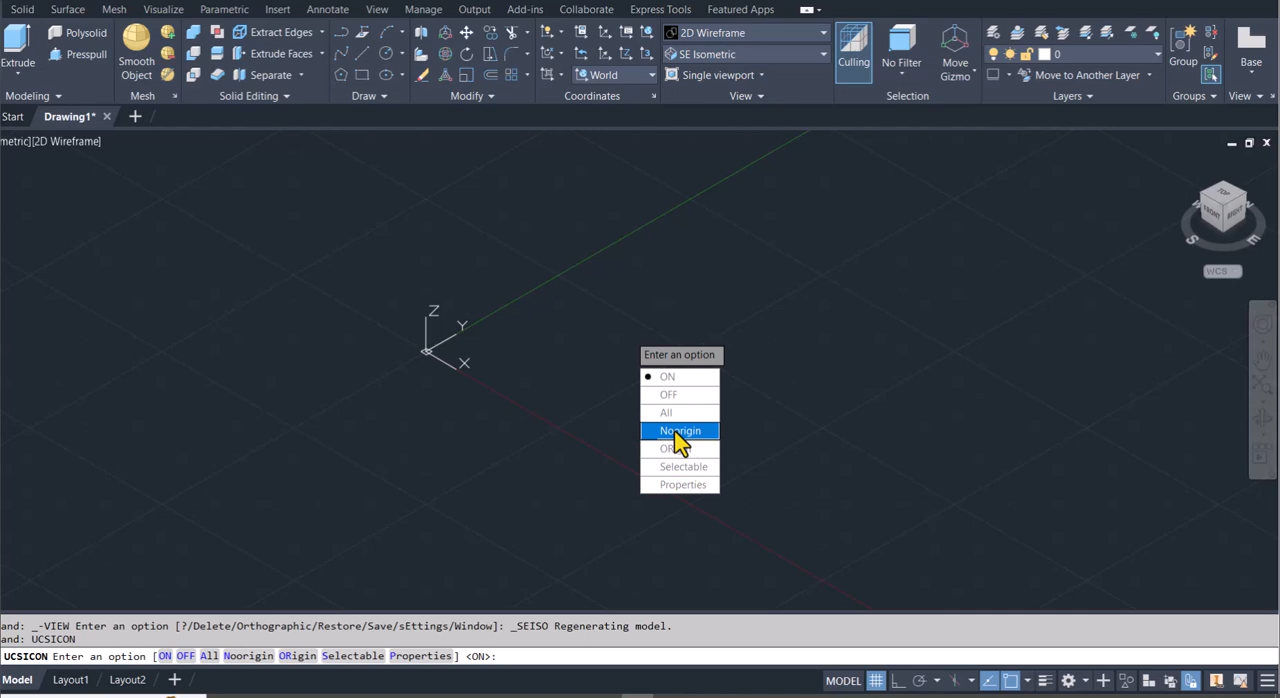 Solid Surface Mesh Visualize Parametric Insert Annotate View Manage Output Add-ins Collaborate Express Tools Featured Apps
Polysolid
Presspull
Extrude
Modeling
Smooth
Object
Mesh
Extract Edges
Extrude Faces
Separate
Solid Editing
Draw
Modify
World
Coordinates
2D Wireframe
SE Isometric
Single viewport
View
Culling
No Filter
Move
Gizmo
Selection
0
Move to Another Layer
Layers
Group
Groups
Base
View
Start Drawing1*
metric][2D Wireframe]
TOP
FRONT RIGHT
S E
WCS
Z
Y
X
Enter an option
ON
OFF
All
Noorigin
Selectable
Properties
and: _-VIEW Enter an option [?/Delete/Orthographic/Restore/Save/sEttings/Window]: _SEISO Regenerating model.
and: UCSICON
UCSICON Enter an option [ON OFF All Noorigin ORigin Selectable Properties] <ON>:
Model Layout1 Layout2
MODEL